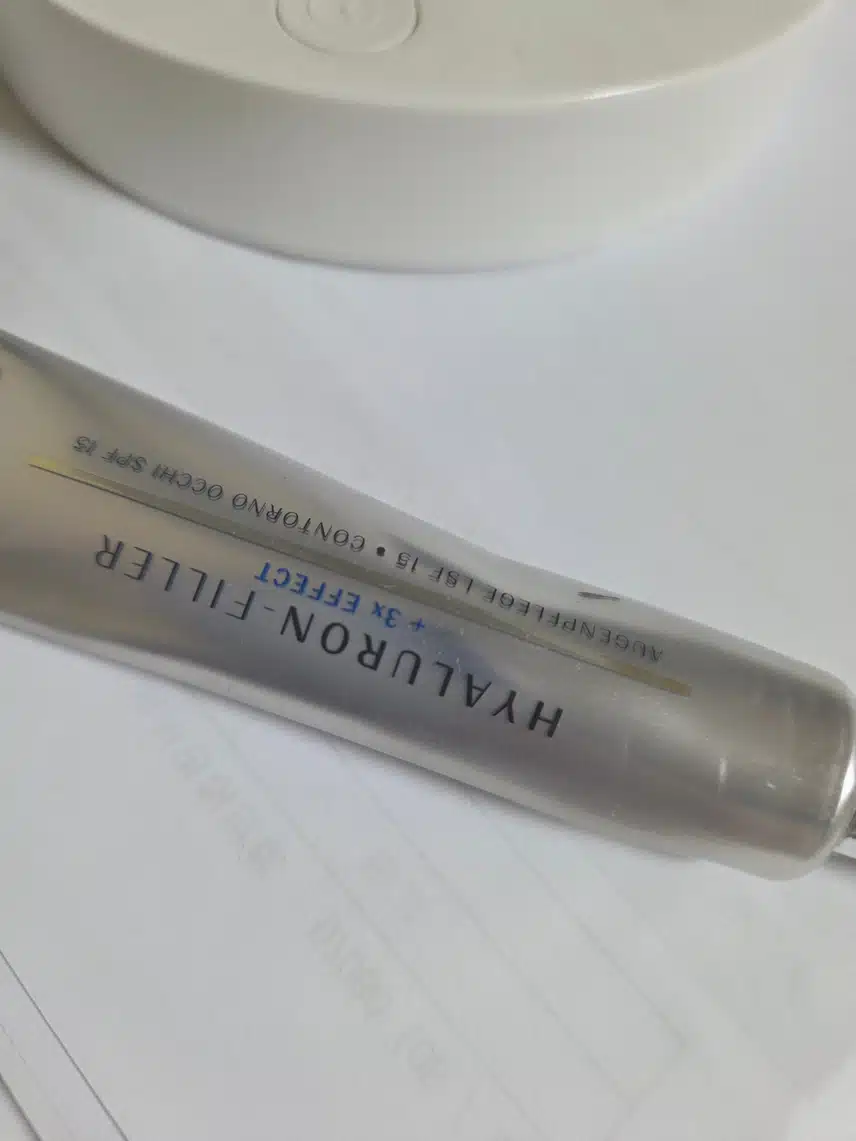 HYALURON-FILLER
+ 3x EFFECT
AUGENPFLEGE LSF 15 • CONTORNO OCCHI SPF 15